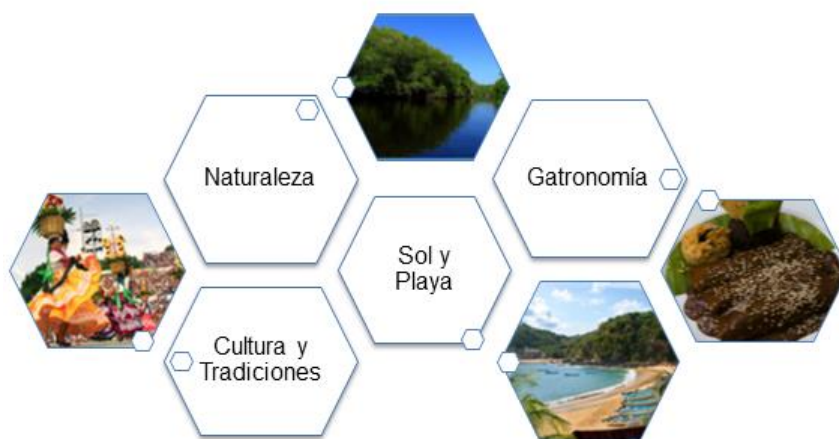 Naturaleza
Gatronomía
Sol y
Playa
Cultura y
Tradiciones